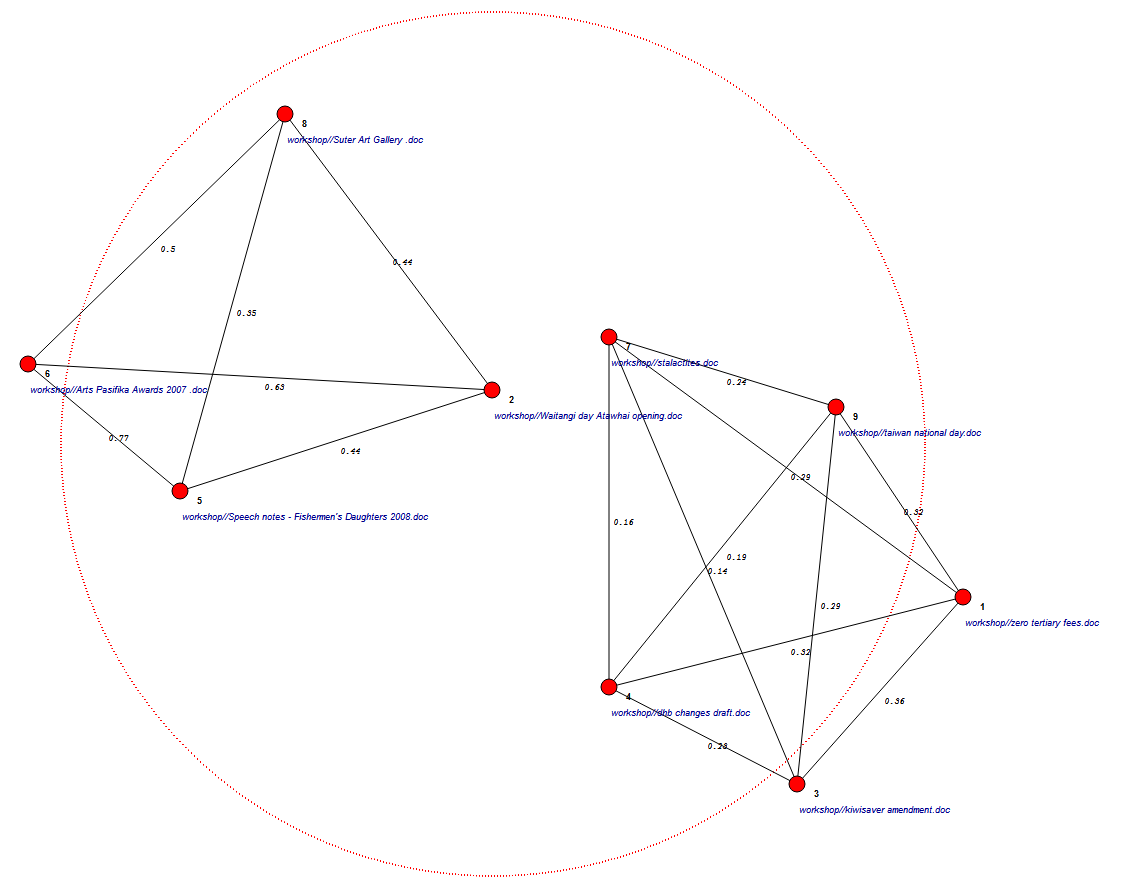 8
workshop//Suter Art Gallery .doc
0.5
0.44
0.35
7
workshop//stalactites.doc
6
0.24
workshop//Arts Pasifika Awards 2007 .doc
0.63
2
workshop//Waitangi day Atawhai opening.doc
9
workshop//taiwan national day.doc
0.77
0.44
0.29
5
workshop//Speech notes - Fishermen's Daughters 2008.doc
0.32
0.16
0.19
0.14
0.29
1
workshop//zero tertiary fees.doc
0.32
4
workshop//dhb changes draft.doc
0.36
0.28
3
workshop//kiwisaver amendment.doc